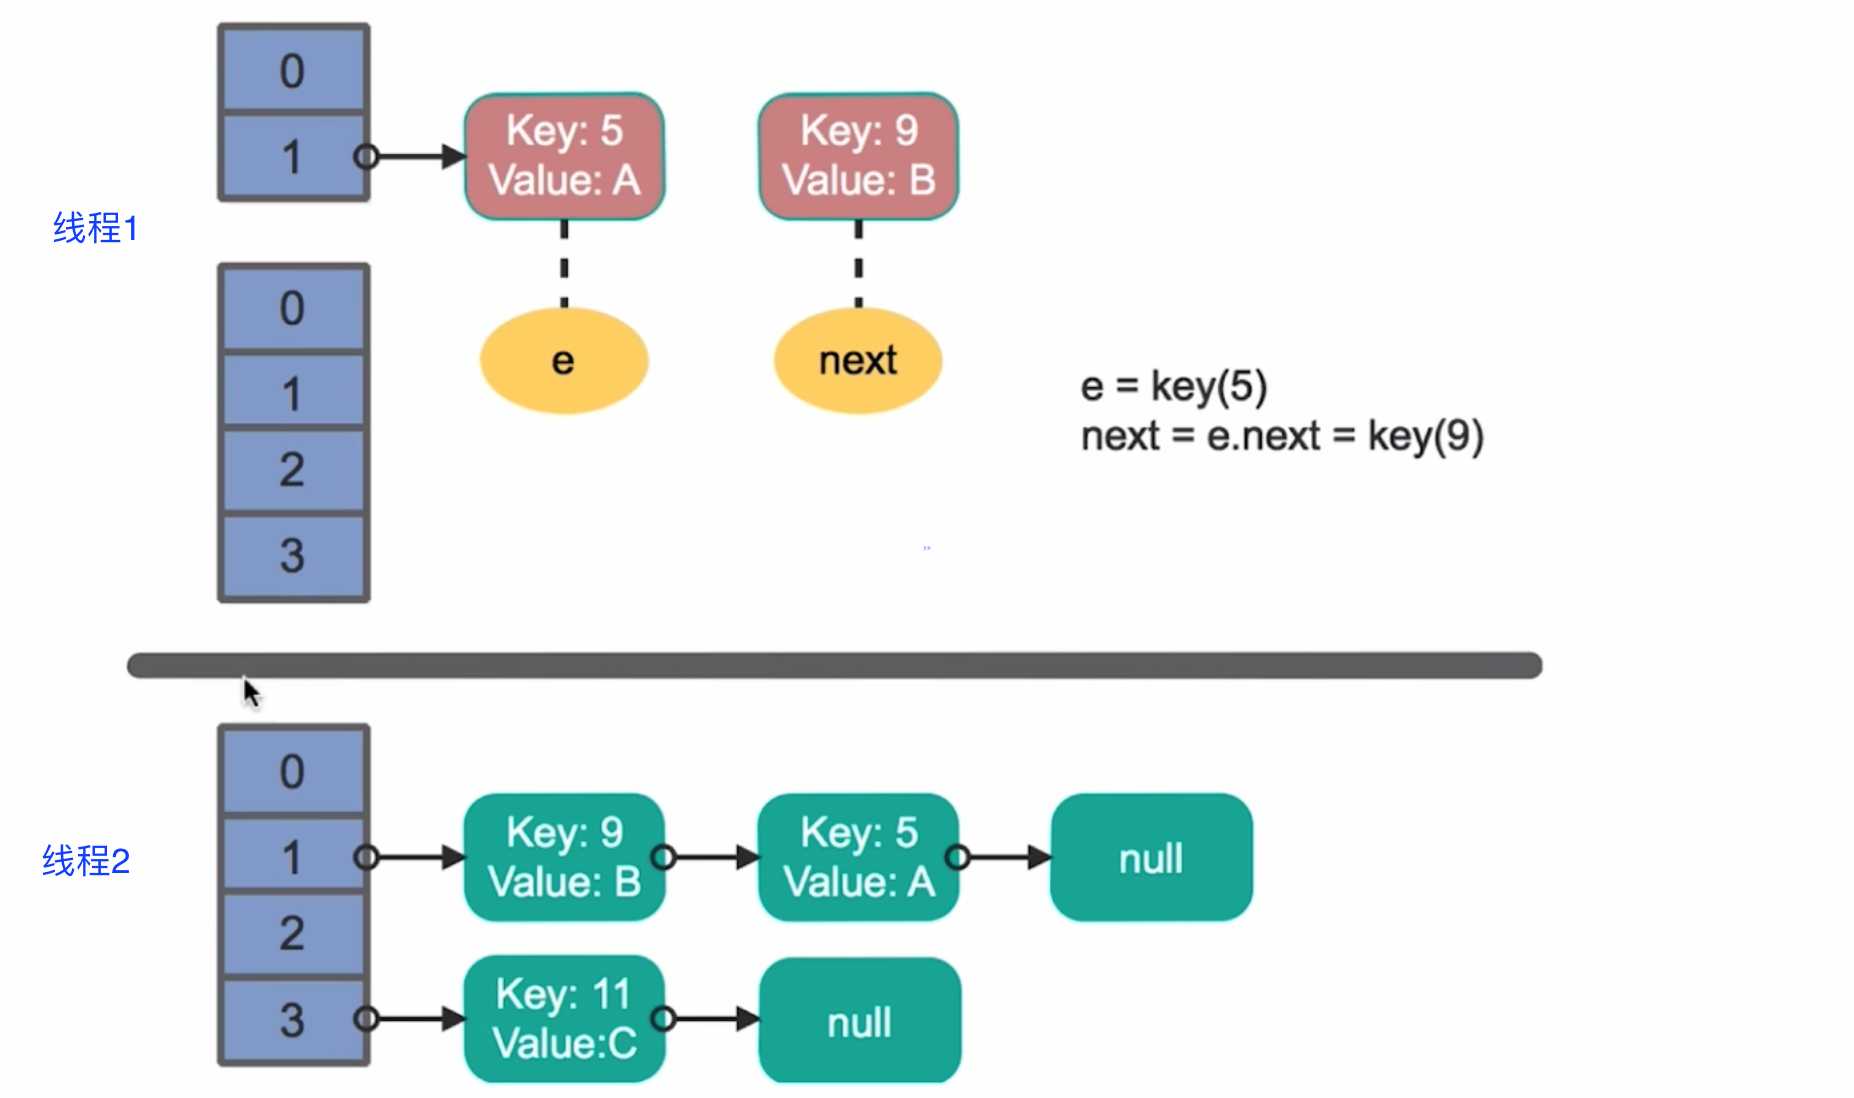 0
1
Key: 5
Value: A
Key: 9
Value: B
线程1
0
1
2
3
e
next
e = key(5)
next = e.next = key(9)
线程2
0
1
2
3
Key: 9
Value: B
Key: 5
Value: A
null
Key: 11
Value:C
null